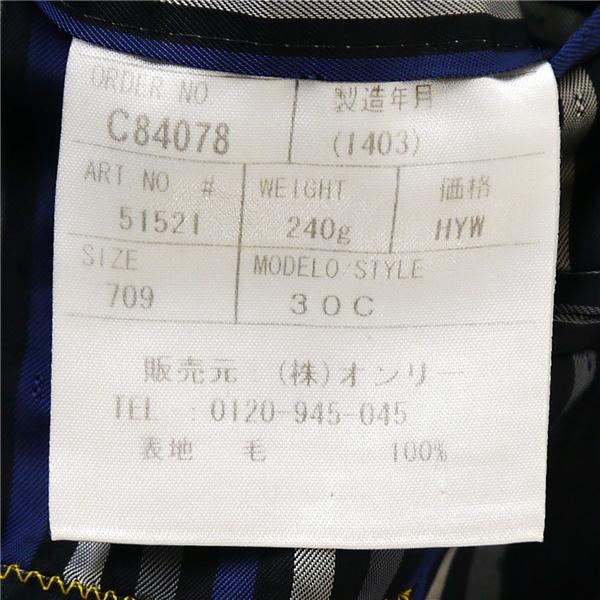 ORDER NO 製造年月
C84078 (1403)
ART NO # WEIGHT 価格
51521 240g HYW
SIZE MODELO/STYLE
709 30C
販売元 : (株)オンリー
TEL : 0120-945-045
表地 毛 100%